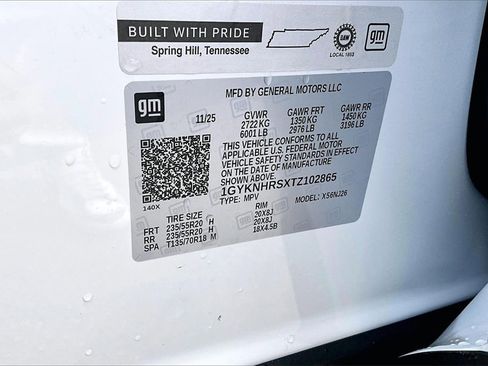 BUILT WITH PRIDE
Spring Hill, Tennessee
UAW
LOCAL 1853
gm
gm
MFD BY GENERAL MOTORS LLC
11/25 GVWR GAWR FRT GAWR RR
2722 KG 1350 KG 1450 KG
6001 LB 2976 LB 3196 LB
THIS VEHICLE CONFORMS TO ALL
APPLICABLE U.S. FEDERAL MOTOR
VEHICLE SAFETY STANDARDS IN EFFECT ON
THE DATE OF MANUFACTURE SHOWN ABOVE.
1GYKNHRSXTZ102865
TYPE: MPV MODEL: X56NJ26
140X
TIRE SIZE RIM
FRT 235/55R20 H 20X8J
RR 235/55R20 H 20X8J
SPA T135/70R18 M 18X4.5B